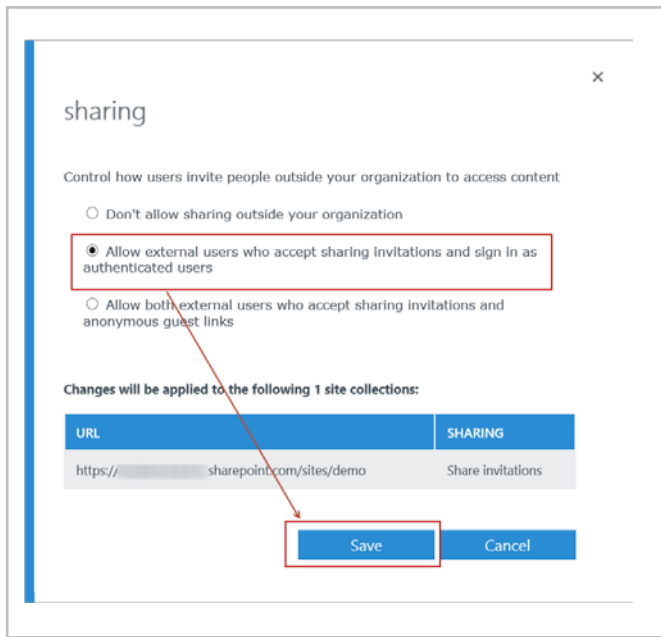 sharing
Control how users invite people outside your organization to access content
Don't allow sharing outside your organization
Allow external users who accept sharing invitations and sign in as
authenticated users
Allow both external users who accept sharing invitations and
anonymous guest links
Changes will be applied to the following 1 site collections:
URL SHARING
https:// sharepoint.com/sites/demo Share invitations
Save Cancel